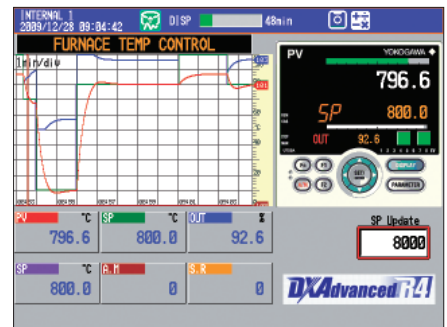 INTERNAL 1
2009/12/28 09:04:42
DISP
48min
FURNACE TEMP CONTROL
1min/div
PV
YOKOGAWA
796.6
SP
800.0
OUT
92.6
DISPLAY
PARAMETER
PV °C
796.6
SP °C
800.0
OUT %
92.6
SP °C
800.0
A.M
0
S.R
0
SP Update
8000
DXAdvanced R4